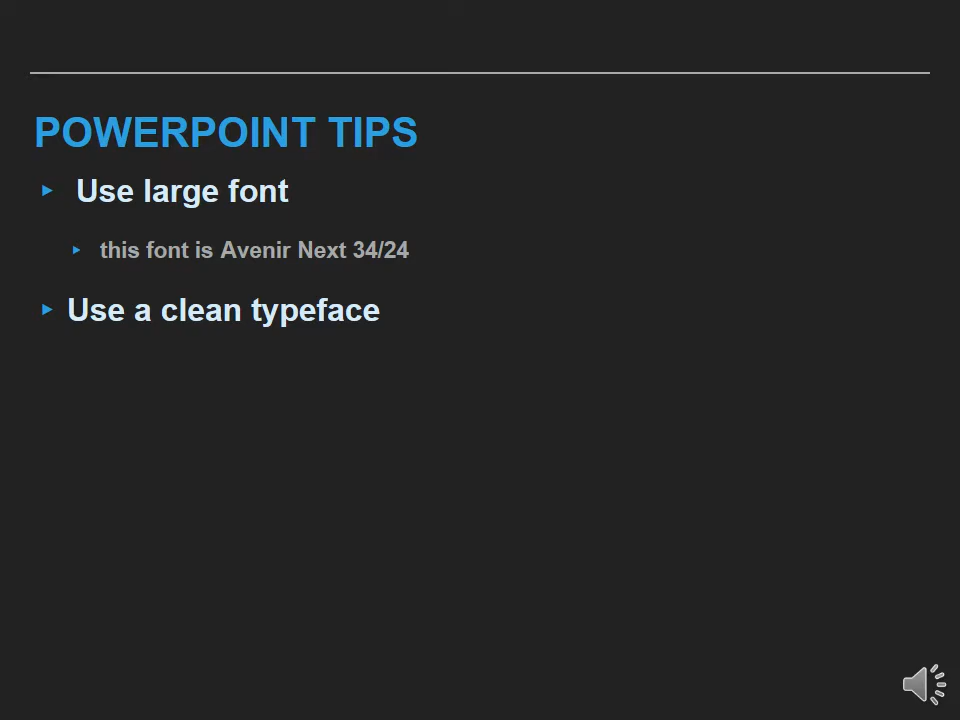 POWERPOINT TIPS
Use large font
this font is Avenir Next 34/24
Use a clean typeface